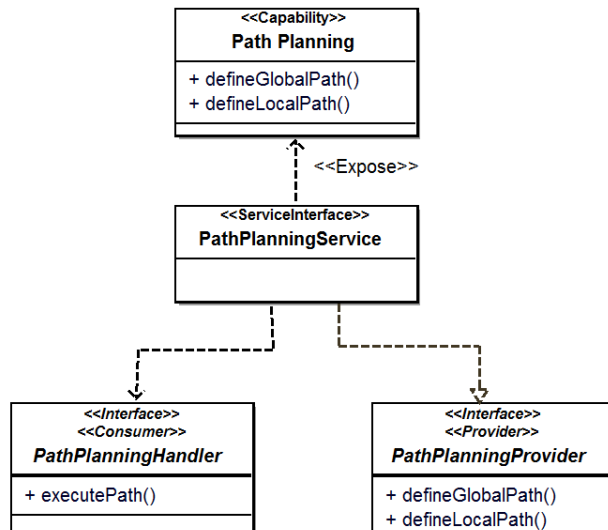 <<Capability>>
Path Planning
+ defineGlobalPath()
+ defineLocalPath()
<<Expose>>
<<ServiceInterface>>
PathPlanningService
<<Interface>>
<<Consumer>>
PathPlanningHandler
+ executePath()
<<Interface>>
<<Provider>>
PathPlanningProvider
+ defineGlobalPath()
+ defineLocalPath()